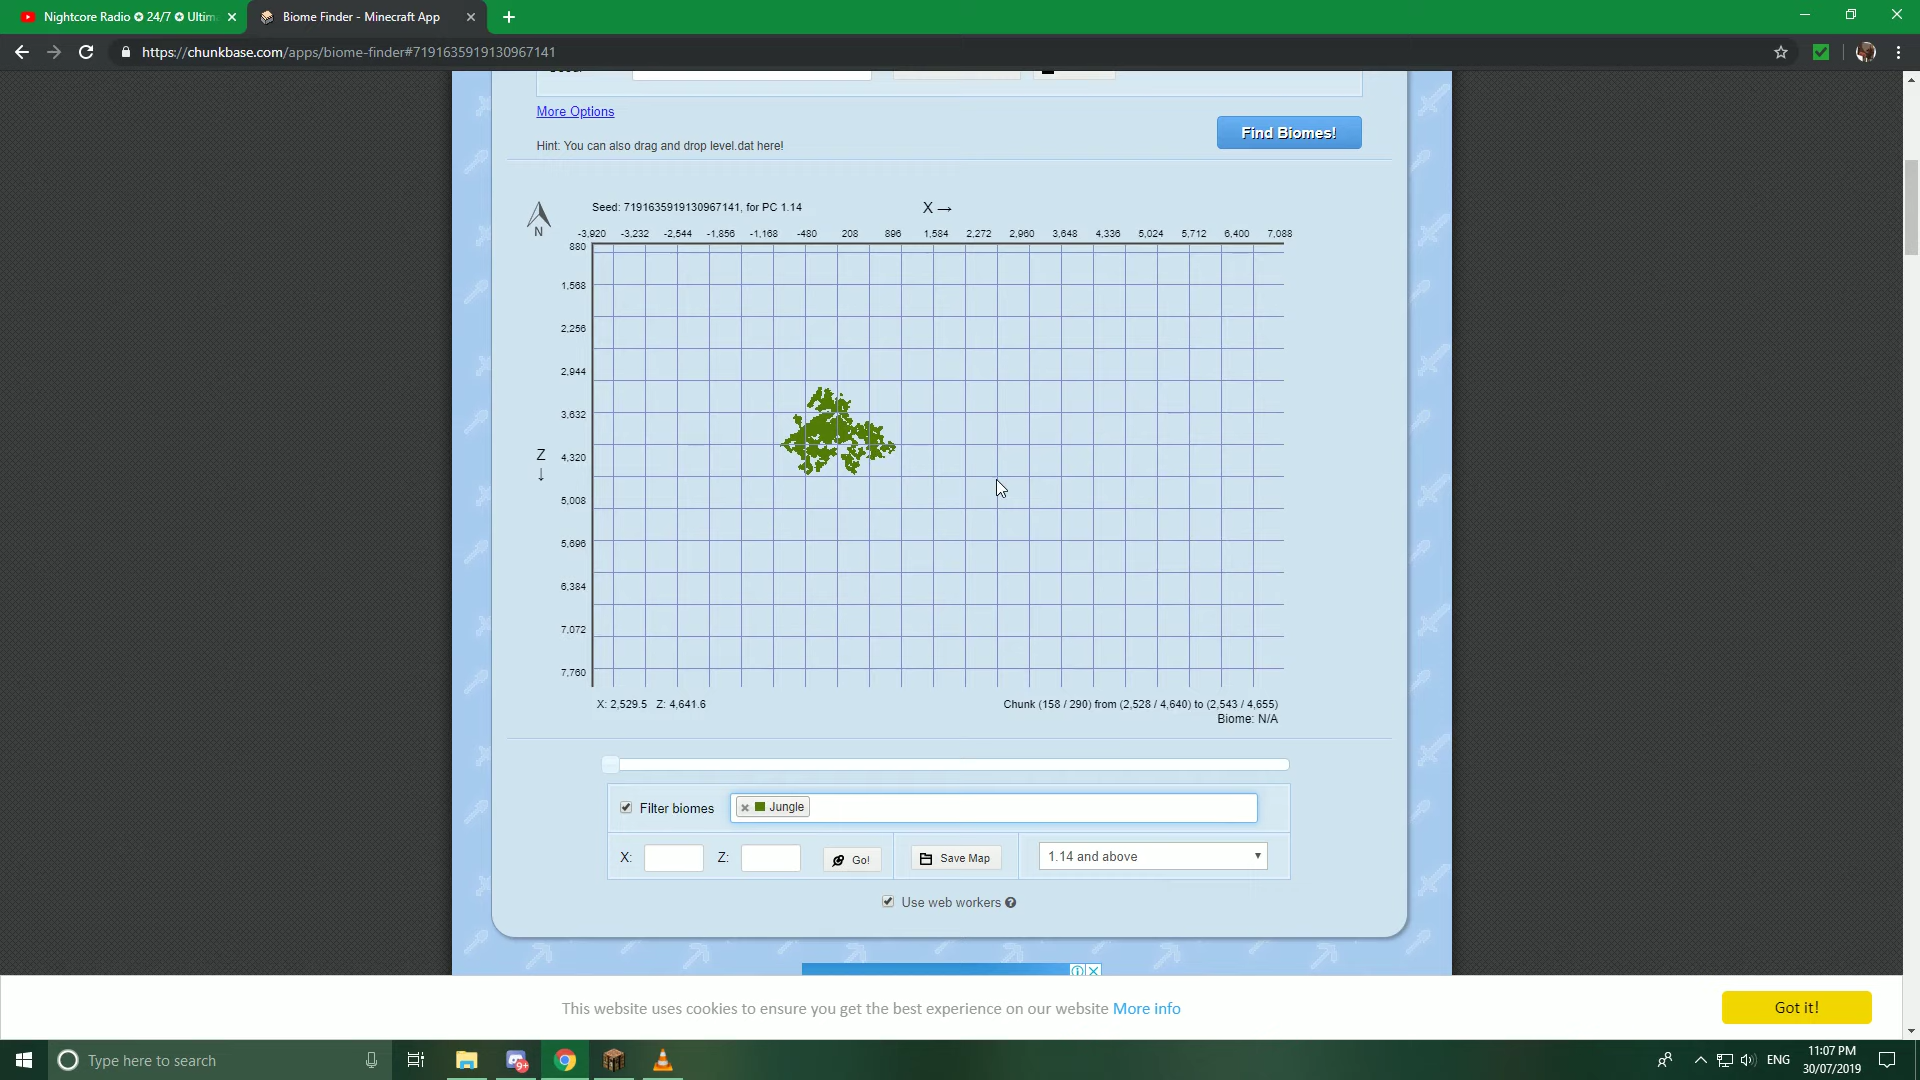 Nightcore Radio ✪ 24/7 ✪ Ultim
Biome Finder - Minecraft App
https://chunkbase.com/apps/biome-finder#7191635919130967141
More Options
Find Biomes!
Hint: You can also drag and drop level.dat here!
N
Seed: 7191635919130967141, for PC 1.14
X →
-3,920 -3,232 -2,544 -1,856 -1,168 -480 208 896 1,584 2,272 2,960 3,648 4,336 5,024 5,712 6,400 7,088
880
1,568
2,256
2,944
3,632
Z
↓
4,320
5,008
5,696
6,384
7,072
7,760
X: 2,529.5 Z: 4,641.6
Chunk (158 / 290) from (2,528 / 4,640) to (2,543 / 4,655)
Biome: N/A
Filter biomes
Jungle
X:
Z:
Go!
Save Map
1.14 and above
Use web workers
This website uses cookies to ensure you get the best experience on our website More info
Got it!
Type here to search
9+
ENG
11:07 PM
30/07/2019